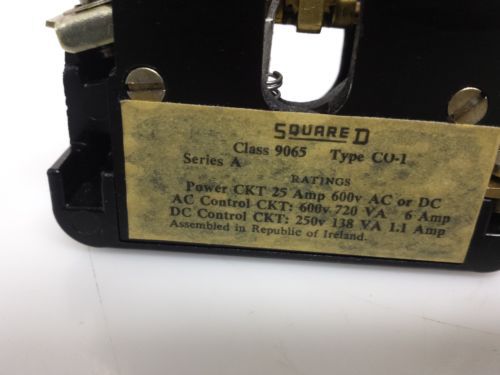 SQUARE D
Class 9065 Type CO-1
Series A
RATINGS
Power CKT 25 Amp 600v AC or DC
AC Control CKT: 600v 720 VA 6 Amp
DC Control CKT: 250v 138 VA 1.1 Amp
Assembled in Republic of Ireland.